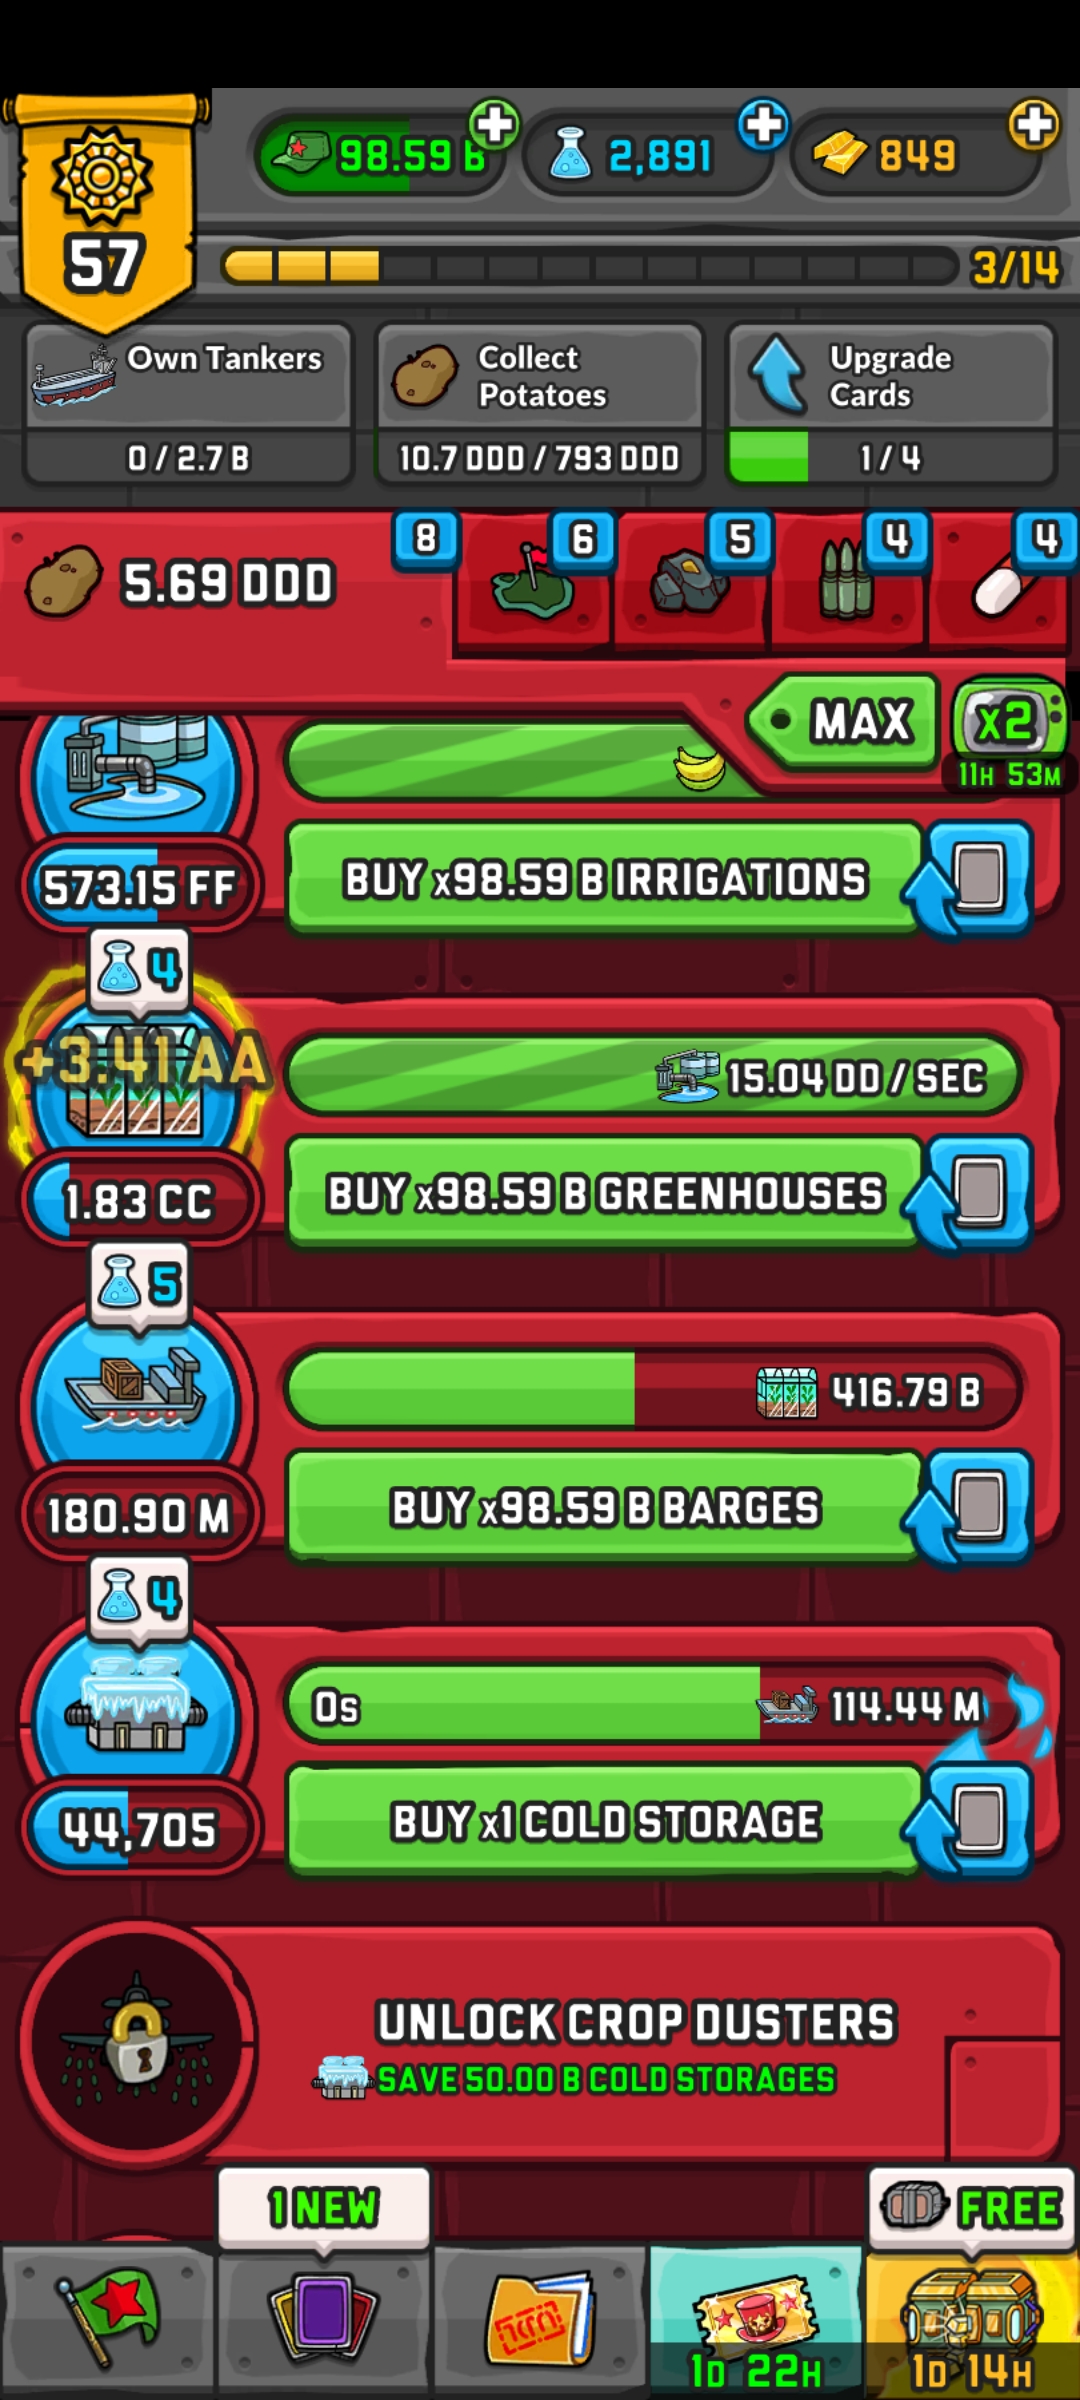 98.59 B
2,891
849
57
3/14
Own Tankers
0 / 2.7 B
Collect
Potatoes
10.7 DDD / 793 DDD
Upgrade
Cards
1 / 4
5.69 DDD
8
6
5
4
4
MAX
x2
11H 53M
573.15 FF
BUY x98.59 B IRRIGATIONS
4
+3.41 AA
15.04 DD / SEC
1.83 CC
BUY x98.59 B GREENHOUSES
5
416.79 B
180.90 M
BUY x98.59 B BARGES
4
0s
114.44 M
44,705
BUY x1 COLD STORAGE
UNLOCK CROP DUSTERS
SAVE 50.00 B COLD STORAGES
1 NEW
FREE
1D 22H
1D 14H